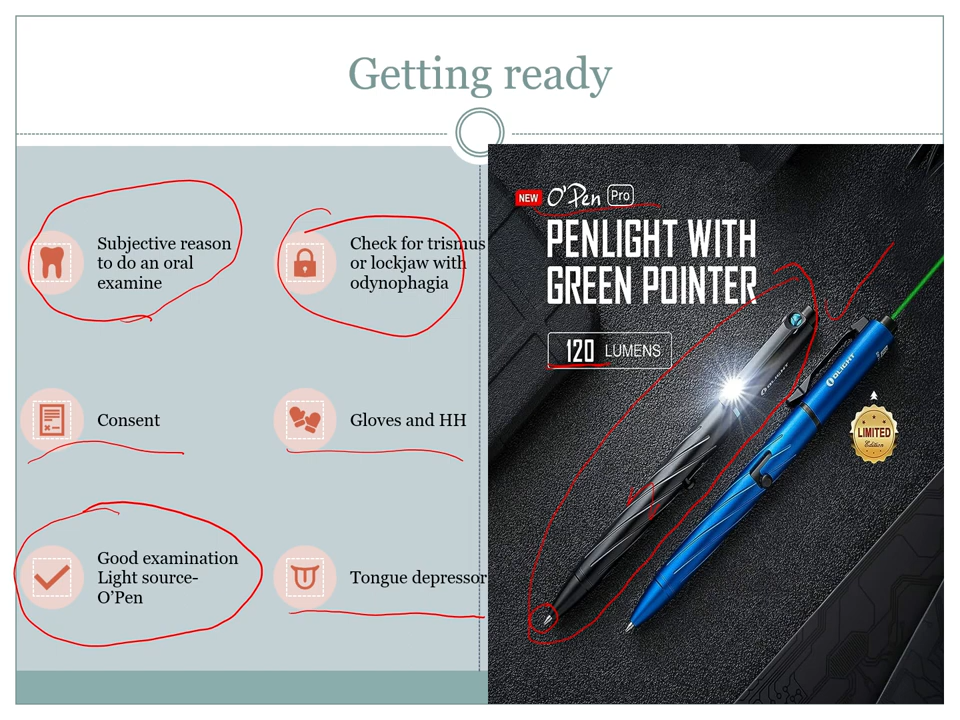 Getting ready
Subjective reason
to do an oral
examine
Check for trismus
or lockjaw with
odynophagia
Consent
Gloves and HH
Good examination
Light source-
O'Pen
Tongue depressor
NEW O'Pen Pro
PENLIGHT WITH
GREEN POINTER
120 LUMENS
OLIGHT
OLIGHT
LIMITED
Edition